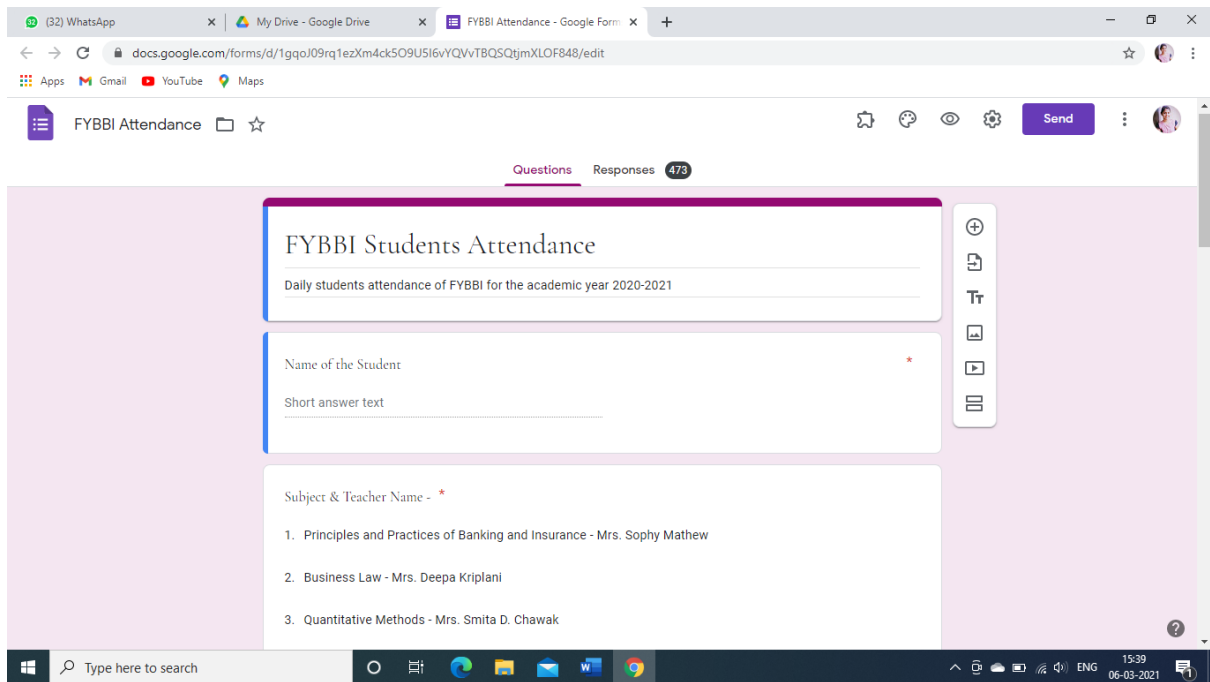 (32) WhatsApp
My Drive - Google Drive
FYBBI Attendance - Google Form
docs.google.com/forms/d/1gqoJ09rq1ezXm4ck5O9U5I6vYQVvTBQSQtjmXLOF848/edit
Apps Gmail YouTube Maps
FYBBI Attendance
Send
Questions Responses 473
FYBBI Students Attendance
Daily students attendance of FYBBI for the academic year 2020-2021
Name of the Student *
Short answer text
Tт
Subject & Teacher Name - *
1. Principles and Practices of Banking and Insurance - Mrs. Sophy Mathew
2. Business Law - Mrs. Deepa Kriplani
3. Quantitative Methods - Mrs. Smita D. Chawak
Type here to search
ENG
15:39
06-03-2021